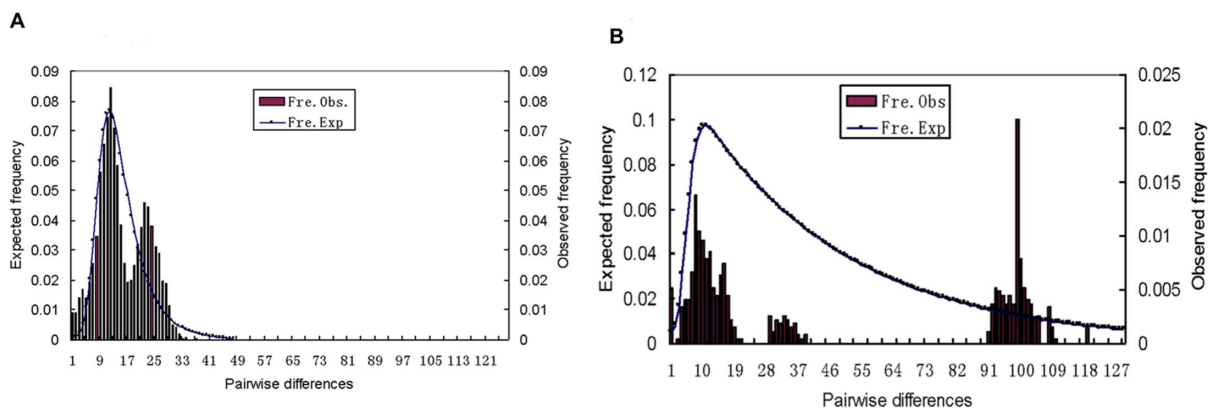 A
0.09
0.08
0.07
0.06
0.05
0.04
0.03
0.02
0.01
0
Expected frequency
Fre.Obs.
Fre.Exp
0.09
0.08
0.07
0.06
0.05
0.04
0.03
0.02
0.01
0
Observed frequency
1 9 17 25 33 41 49 57 65 73 81 89 97 105 113 121
Pairwise differences
B
0.12
0.1
0.08
0.06
0.04
0.02
0
Expected frequency
Fre.Obs
Fre.Exp
0.025
0.02
0.015
0.01
0.005
0
Observed frequency
1 10 19 28 37 46 55 64 73 82 91 100 109 118 127
Pairwise differences